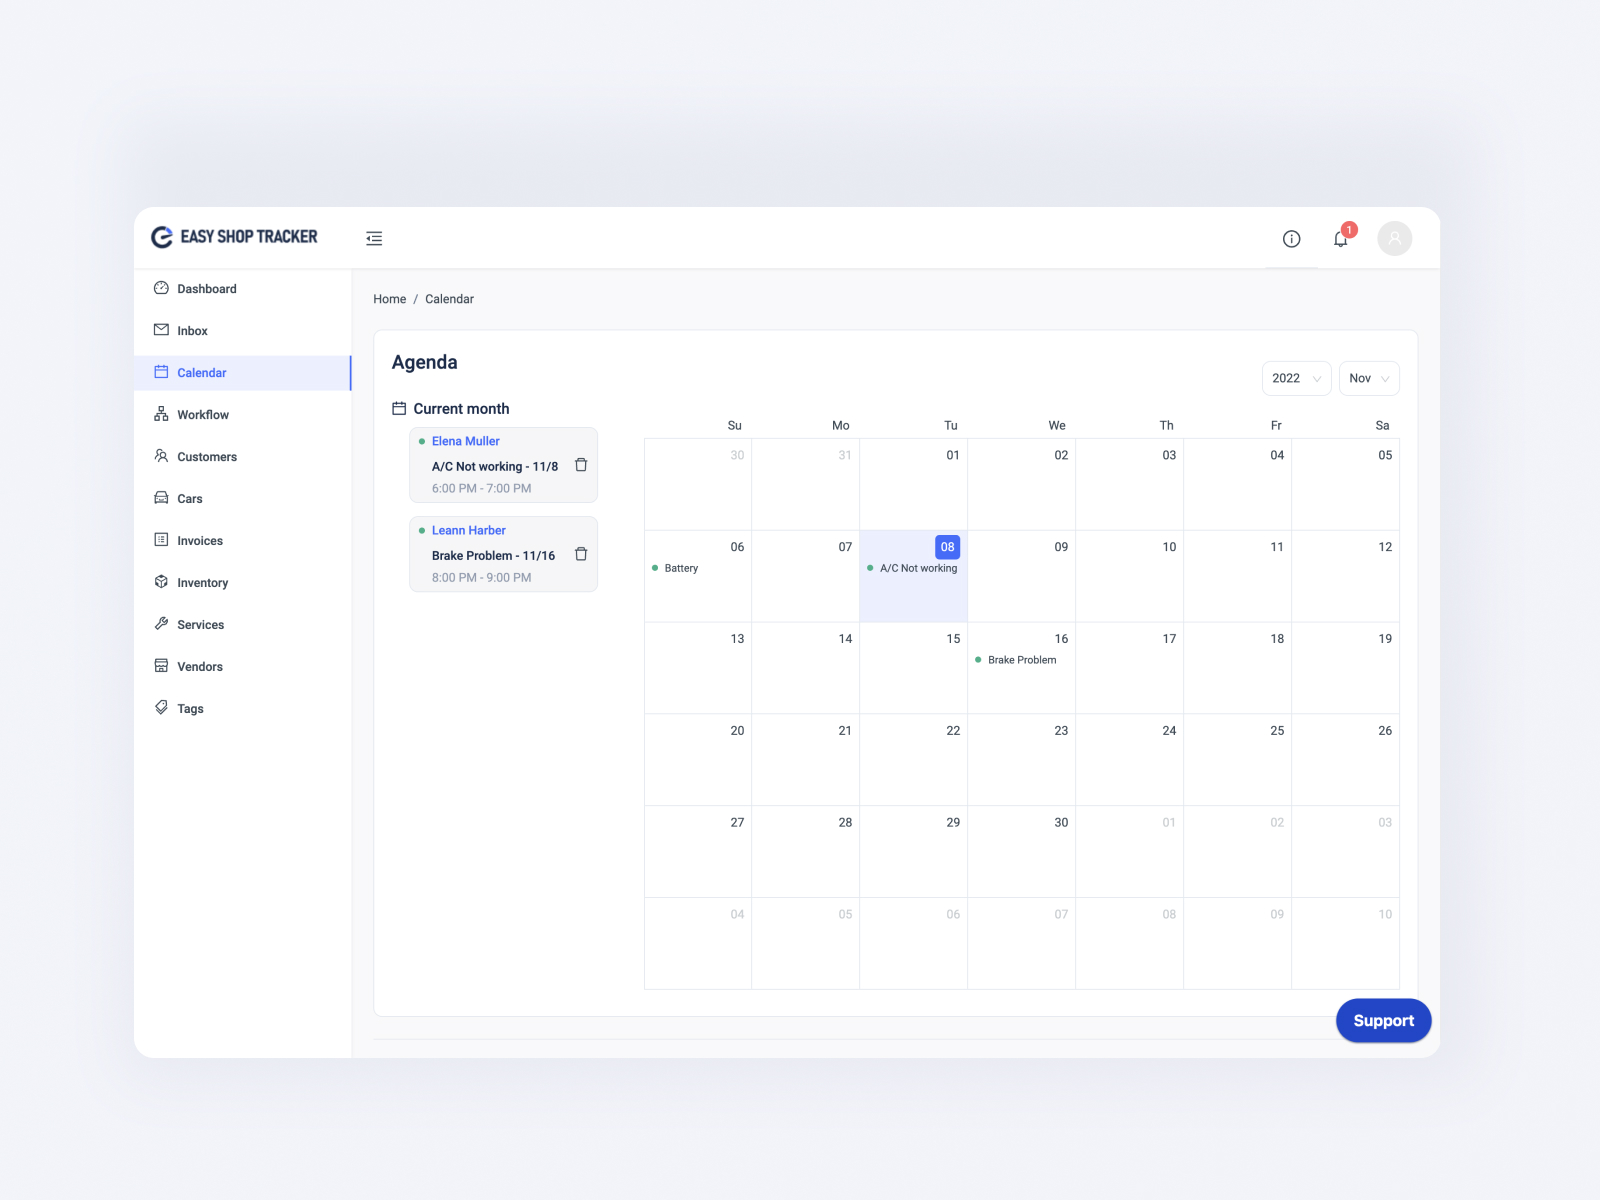 EASY SHOP TRACKER
1
Dashboard
Inbox
Calendar
Workflow
Customers
Cars
Invoices
Inventory
Services
Vendors
Tags
Home / Calendar
Agenda
2022
Nov
Current month
Elena Muller
A/C Not working - 11/8
6:00 PM - 7:00 PM
Leann Harber
Brake Problem - 11/16
8:00 PM - 9:00 PM
Su Mo Tu We Th Fr Sa
30 31 01 02 03 04 05
06 07 08 09 10 11 12
Battery
A/C Not working
13 14 15 16 17 18 19
Brake Problem
20 21 22 23 24 25 26
27 28 29 30 01 02 03
04 05 06 07 08 09 10
Support